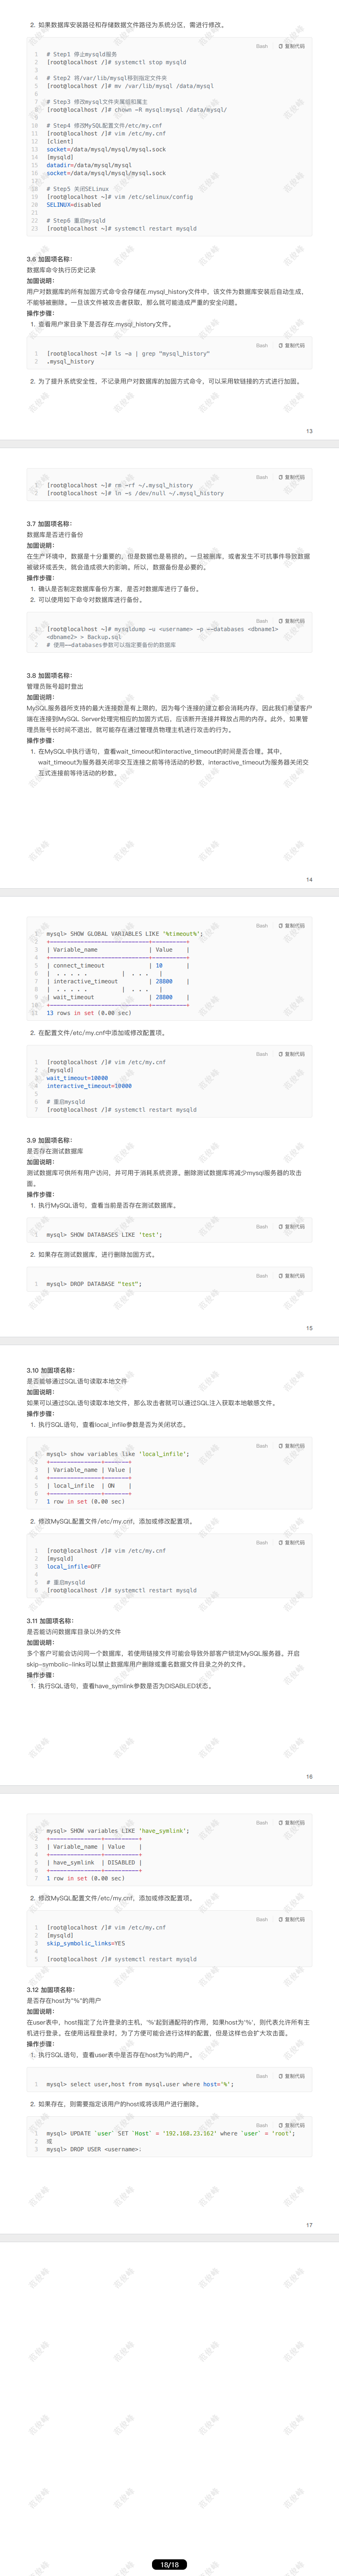 2. 如果数据库安装路径和存储数据文件路径为系统分区，需进行修改。
Bash 复制代码
1 # Step1 停止mysqld服务
2 [root@localhost /]# systemctl stop mysqld
3
4 # Step2 将/var/lib/mysql移到指定文件夹
5 [root@localhost /]# mv /var/lib/mysql /data/mysql
6
7 # Step3 修改mysql文件夹属组和属主
8 [root@localhost /]# chown -R mysql:mysql /data/mysql/
9
10 # Step4 修改MySQL配置文件/etc/my.cnf
11 [root@localhost /]# vim /etc/my.cnf
12 [client]
13 socket=/data/mysql/mysql/mysql.sock
14 [mysqld]
15 datadir=/data/mysql/mysql
16 socket=/data/mysql/mysql/mysql.sock
17
18 # Step5 关闭SELinux
19 [root@localhost /]# vim /etc/selinux/config
20 SELINUX=disabled
21
22 # Step6 重启mysqld
23 [root@localhost /]# systemctl restart mysqld
3.6 加固项名称：
数据库命令执行历史记录
加固说明：
用户对数据库的所有加固方式命令会存储在.mysql_history文件中，该文件为数据库安装后自动生成，
不能够被删除。一旦该文件被攻击者获取，那么就可能造成严重的安全问题。
操作步骤：
1. 查看用户家目录下是否存在.mysql_history文件。
Bash 复制代码
1 [root@localhost ~]# ls -a | grep "mysql_history"
2 .mysql_history
2. 为了提升系统安全性，不记录用户对数据库的加固方式命令，可以采用软链接的方式进行加固。
13
Bash 复制代码
1 [root@localhost ~]# rm -rf ~/.mysql_history
2 [root@localhost ~]# ln -s /dev/null ~/.mysql_history
3.7 加固项名称：
数据库是否进行备份
加固说明：
在生产环境中，数据是十分重要的，但是数据也是易损的。一旦被删库，或者发生不可抗事件导致数据
被破坏或丢失，就会造成很大的影响。所以，数据备份是必要的。
操作步骤：
1. 确认是否制定数据库备份方案，是否对数据库进行了备份。
2. 可以使用如下命令对数据库进行备份。
Bash 复制代码
1 [root@localhost ~]# mysqldump -u <username> -p --databases <dbname1>
<dbname2> > Backup.sql
2 # 使用--databases参数可以指定要备份的数据库
3.8 加固项名称：
管理员账号超时登出
加固说明：
MySQL服务器所支持的最大连接数是有上限的，因为每个连接的建立都会消耗内存，因此我们希望客户
端在连接到MySQL Server处理完相应的加固方式后，应该断开连接并释放占用的内存。此外，如果管
理员账号长时间不退出，就可能存在通过管理员物理主机进行攻击的行为。
操作步骤：
1. 在MySQL中执行语句，查看wait_timeout和interactive_timeout的时间是否合理。其中，
wait_timeout为服务器关闭非交互连接之前等待活动的秒数，interactive_timeout为服务器关闭交
互式连接前等待活动的秒数。
14
Bash 复制代码
1 mysql> SHOW GLOBAL VARIABLES LIKE '%timeout%';
2 +-----------------------------+----------+
3 | Variable_name | Value |
4 +-----------------------------+----------+
5 | connect_timeout | 10 |
6 | . . . . . | . . . |
7 | interactive_timeout | 28800 |
8 | . . . . . | . . . |
9 | wait_timeout | 28800 |
10 +-----------------------------+----------+
11 13 rows in set (0.00 sec)
2. 在配置文件/etc/my.cnf中添加或修改配置项。
Bash 复制代码
1 [root@localhost /]# vim /etc/my.cnf
2 [mysqld]
3 wait_timeout=10000
4 interactive_timeout=10000
5
6 # 重启mysqld
7 [root@localhost /]# systemctl restart mysqld
3.9 加固项名称：
是否存在测试数据库
加固说明：
测试数据库可供所有用户访问，并可用于消耗系统资源。删除测试数据库将减少mysql服务器的攻击
面。
操作步骤：
1. 执行MySQL语句，查看当前是否存在测试数据库。
Bash 复制代码
1 mysql> SHOW DATABASES LIKE 'test';
2. 如果存在测试数据库，进行删除加固方式。
Bash 复制代码
1 mysql> DROP DATABASE "test";
15
3.10 加固项名称：
是否能够通过SQL语句读取本地文件
加固说明：
如果可以通过SQL语句读取本地文件，那么攻击者就可以通过SQL注入获取本地敏感文件。
操作步骤：
1. 执行SQL语句，查看local_infile参数是否为关闭状态。
Bash 复制代码
1 mysql> show variables like 'local_infile';
2 +---------------+-------+
3 | Variable_name | Value |
4 +---------------+-------+
5 | local_infile | ON |
6 +---------------+-------+
7 1 row in set (0.00 sec)
2. 修改MySQL配置文件/etc/my.cnf，添加或修改配置项。
Bash 复制代码
1 [root@localhost /]# vim /etc/my.cnf
2 [mysqld]
3 local_infile=OFF
4
5 # 重启mysqld
6 [root@localhost /]# systemctl restart mysqld
3.11 加固项名称：
是否能访问数据库目录以外的文件
加固说明：
多个客户可能会访问同一个数据库，若使用链接文件可能会导致外部客户锁定MySQL服务器。开启
skip-symbolic-links可以禁止数据库用户删除或重名数据文件目录之外的文件。
操作步骤：
1. 执行SQL语句，查看have_symlink参数是否为DISABLED状态。
16
Bash 复制代码
1 mysql> SHOW variables LIKE 'have_symlink';
2 +---------------+----------+
3 | Variable_name | Value |
4 +---------------+----------+
5 | have_symlink | DISABLED |
6 +---------------+----------+
7 1 row in set (0.00 sec)
2. 修改MySQL配置文件/etc/my.cnf，添加或修改配置项。
Bash 复制代码
1 [root@localhost /]# vim /etc/my.cnf
2 [mysqld]
3 skip_symbolic_links=YES
4
5 [root@localhost /]# systemctl restart mysqld
3.12 加固项名称：
是否存在host为"%"的用户
加固说明：
在user表中，host指定了允许登录的主机，'%'起到通配符的作用，如果host为'%'，则代表允许所有主
机进行登录。在使用远程登录时，为了方便可能会进行这样的配置，但是这样也会扩大攻击面。
操作步骤：
1. 执行SQL语句，查看user表中是否存在host为%的用户。
Bash 复制代码
1 mysql> select user,host from mysql.user where host='%';
2. 如果存在，则需要指定该用户的host或将该用户进行删除。
Bash 复制代码
1 mysql> UPDATE `user` SET `Host` = '192.168.23.162' where `user` = 'root';
2 或
3 mysql> DROP USER <username>;
17
18/18